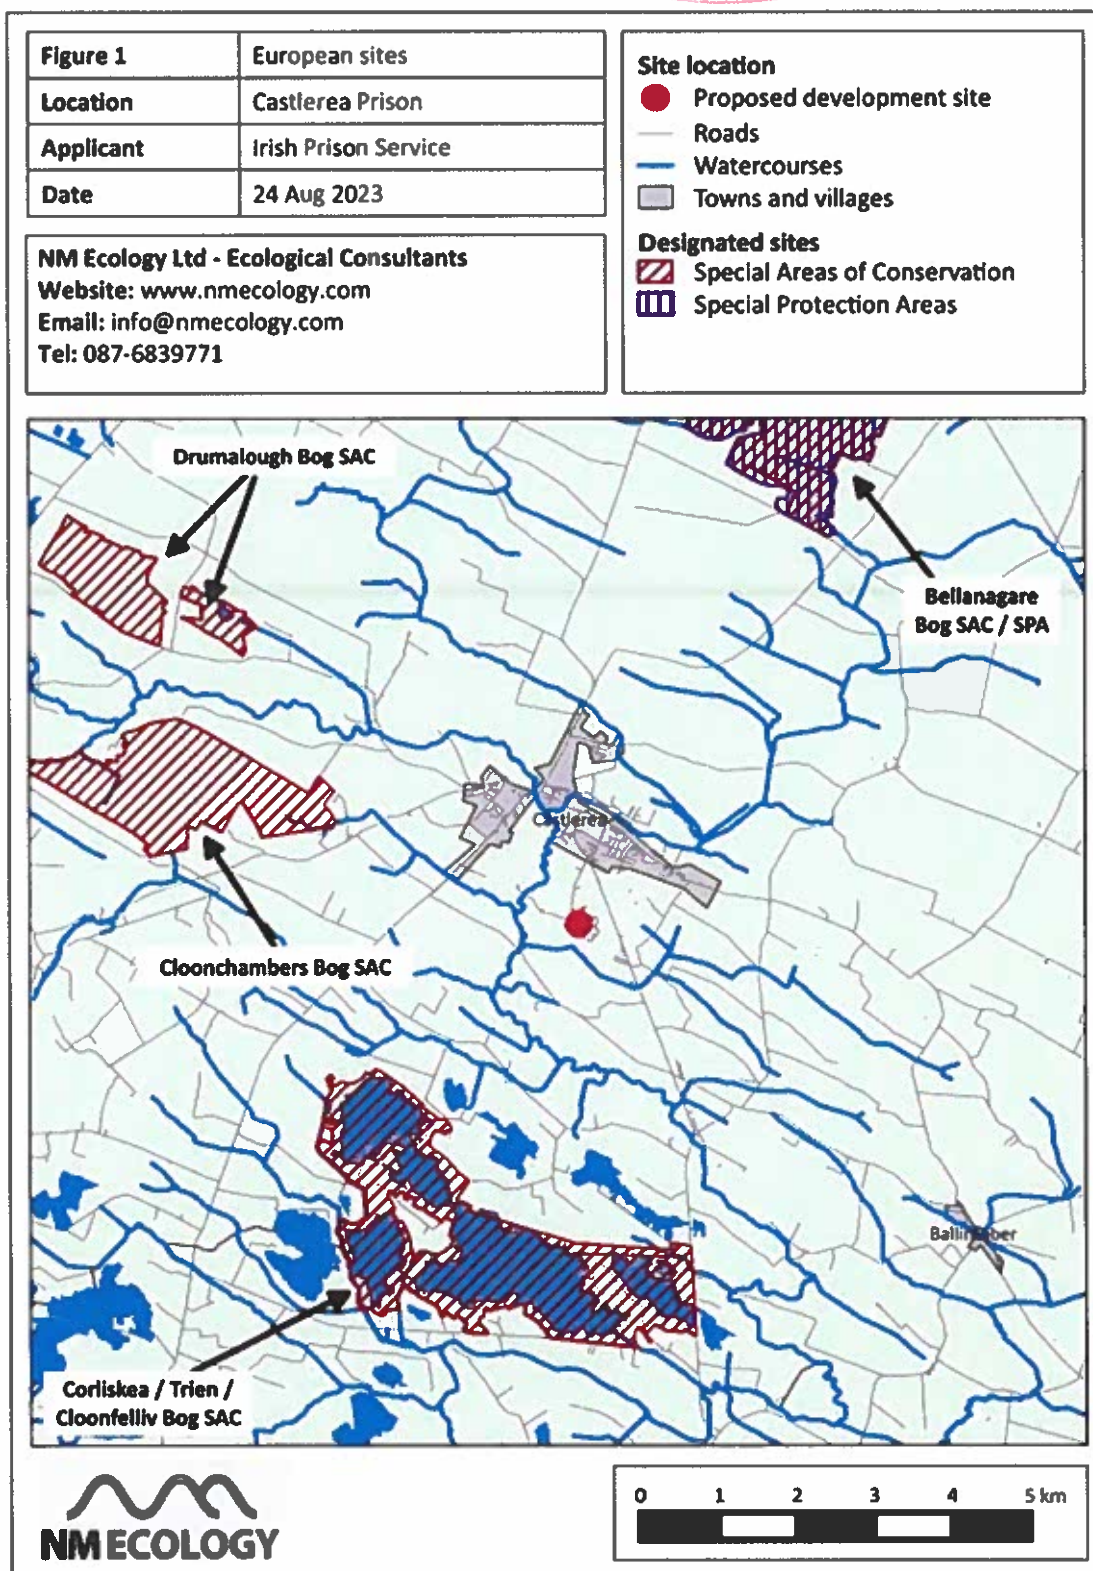 Figure 1 European sites
Location Castlerea Prison
Applicant Irish Prison Service
Date 24 Aug 2023
NM Ecology Ltd - Ecological Consultants
Website: www.nmecology.com
Email: info@nmecology.com
Tel: 087-6839771
Site location
Proposed development site
Roads
Watercourses
Towns and villages
Designated sites
Special Areas of Conservation
Special Protection Areas
Drumalough Bog SAC
Bellanagare
Bog SAC / SPA
Castlerea
Cloonchambers Bog SAC
Ballintober
Corliskea / Trien /
Cloonfelliv Bog SAC
NM ECOLOGY
0 1 2 3 4 5 km